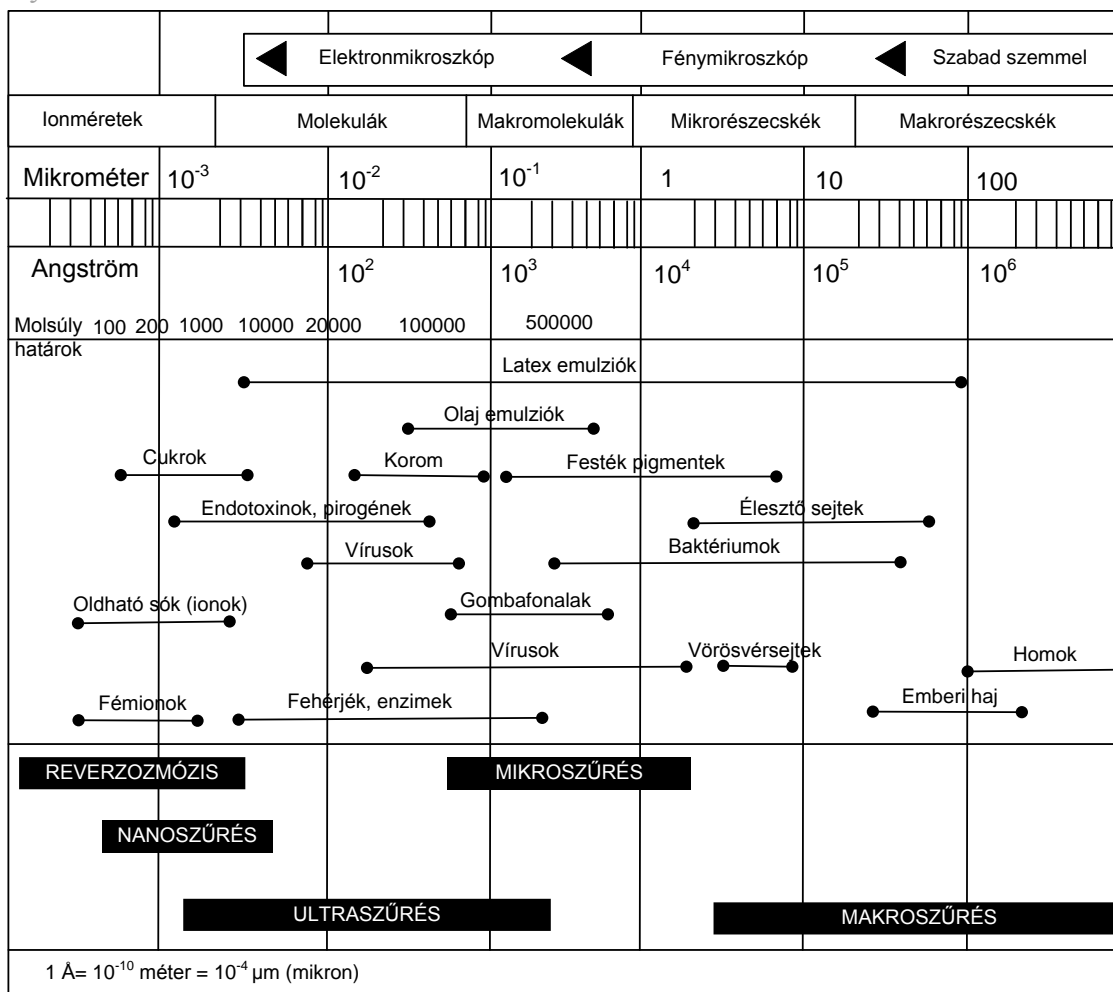 Elektronmikroszkóp Fénymikroszkóp Szabad szemmel
Ionméretek Molekulák Makromolekulák Mikrorészecskék Makrorészecskék
Mikrométer 10⁻³ 10⁻² 10⁻¹ 1 10 100
Angström 10² 10³ 10⁴ 10⁵ 10⁶
Molsúly 100 200 1000 10000 20000 100000 500000
határok
Latex emulziók
Olaj emulziók
Cukrok Korom Festék pigmentek
Endotoxinok, pirogének Élesztő sejtek
Vírusok Baktériumok
Oldható sók (ionok) Gombafonalak
Vírusok Vörösvérsejtek Homok
Fémionok Fehérjék, enzimek Emberi haj
REVERZOZMÓZIS MIKROSZŰRÉS
NANOSZŰRÉS
ULTRASZŰRÉS MAKROSZŰRÉS
1 Å= 10⁻¹⁰ méter = 10⁻⁴ µm (mikron)